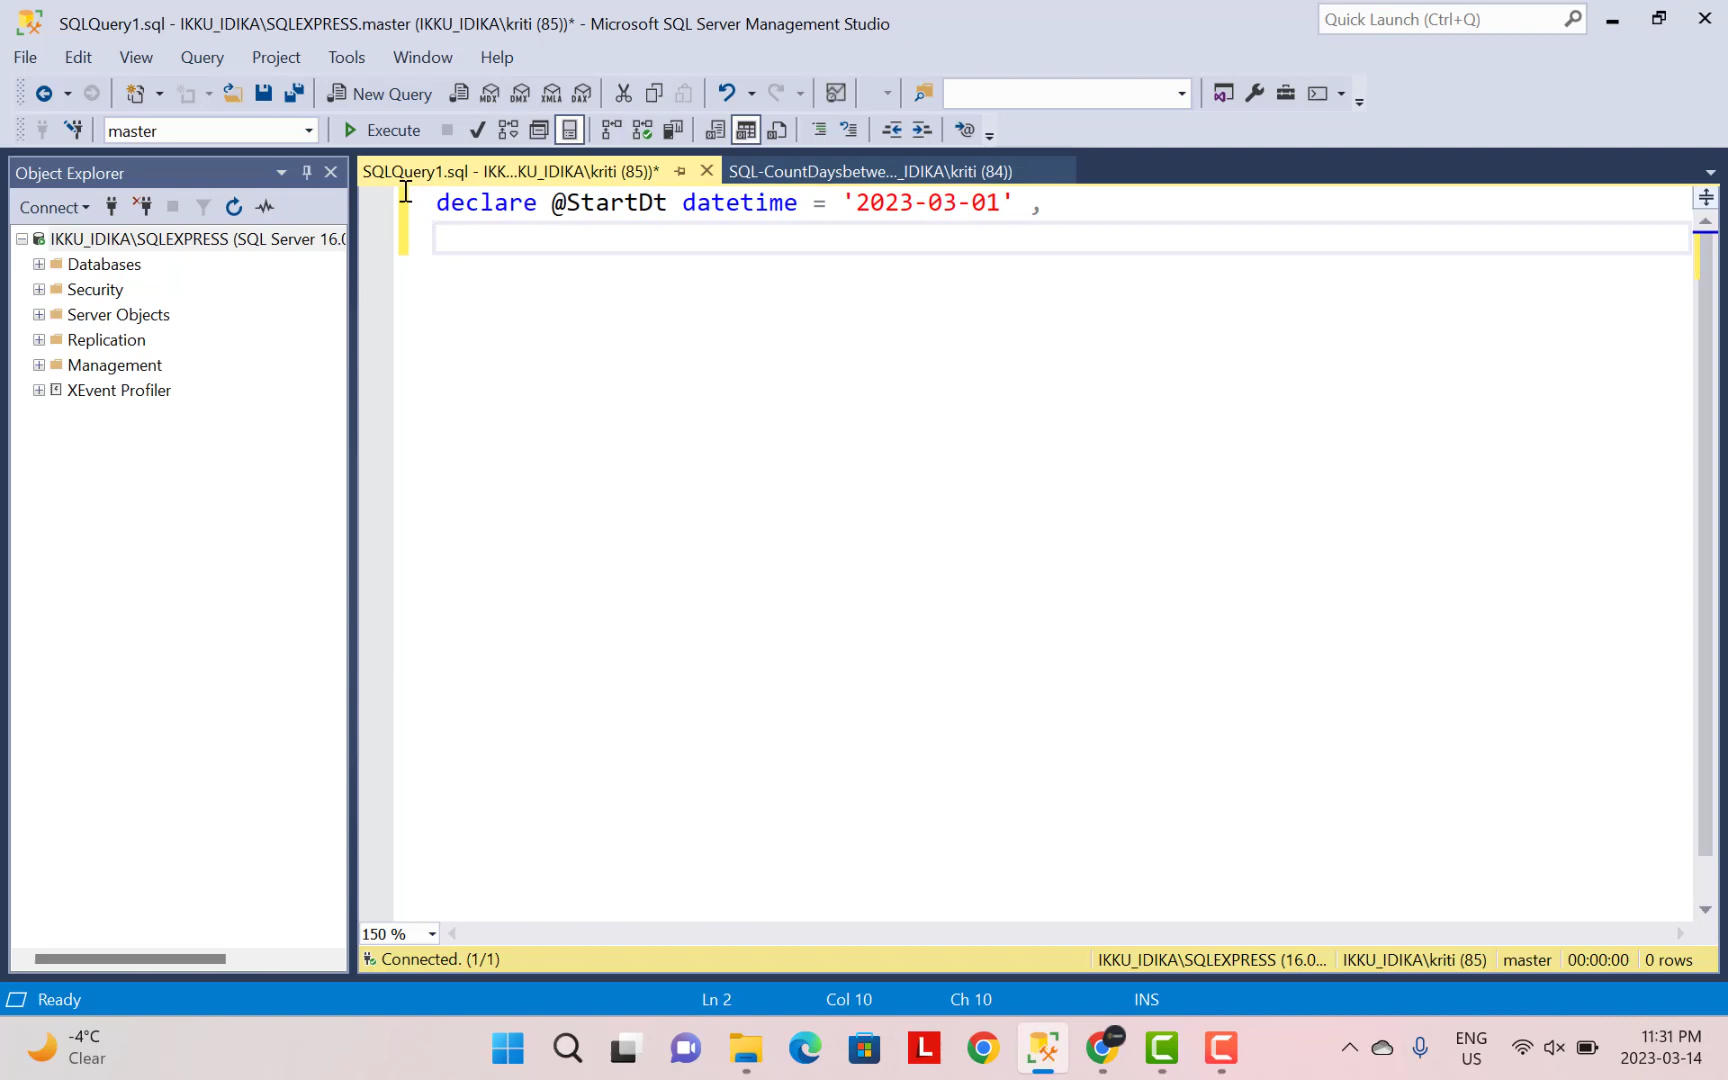 SQLQuery1.sql - IKKU_IDIKA\SQLEXPRESS.master (IKKU_IDIKA\kriti (85))* - Microsoft SQL Server Management Studio
Quick Launch (Ctrl+Q)
File Edit View Query Project Tools Window Help
New Query
MDX DMX XMLA DAX
master
Execute
Object Explorer
SQLQuery1.sql - IKK...KU_IDIKA\kriti (85))*
SQL-CountDaysbetwe..._IDIKA\kriti (84))
Connect
declare @StartDt datetime = '2023-03-01' ,
IKKU_IDIKA\SQLEXPRESS (SQL Server 16.0
Databases
Security
Server Objects
Replication
Management
XEvent Profiler
150 %
Connected. (1/1)
IKKU_IDIKA\SQLEXPRESS (16.0...
IKKU_IDIKA\kriti (85)
master
00:00:00
0 rows
Ready
Ln 2
Col 10
Ch 10
INS
-4°C
Clear
L
C
C
ENG
US
11:31 PM
2023-03-14